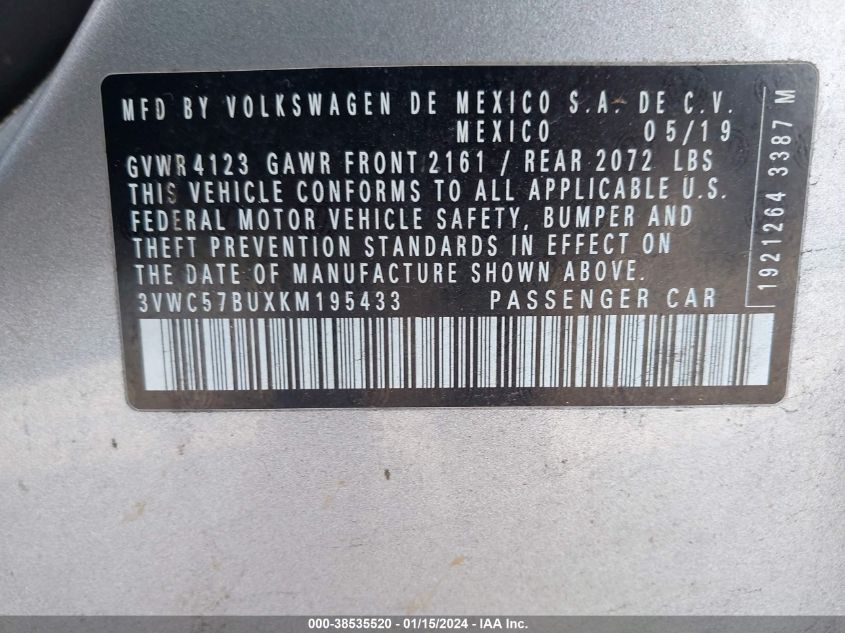 MFD BY VOLKSWAGEN DE MEXICO S.A. DE C.V.
MEXICO 05/19
GVWR 4123 GAWR FRONT 2161 / REAR 2072 LBS
THIS VEHICLE CONFORMS TO ALL APPLICABLE U.S.
FEDERAL MOTOR VEHICLE SAFETY, BUMPER AND
THEFT PREVENTION STANDARDS IN EFFECT ON
THE DATE OF MANUFACTURE SHOWN ABOVE.
3VWC57BUXKM195433 PASSENGER CAR
1921264 3387 M
000-38535520 - 01/15/2024 - IAA Inc.